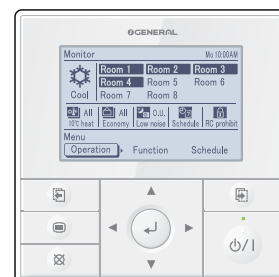 GENERAL
Monitor Mo 10:00AM
Room 1 Room 2 Room 3
Room 4 Room 5 Room 6
Cool Room 7 Room 8
All All O.U.
10°C heat Economy Low noise Schedule RC prohibit
Menu
Operation Function Schedule